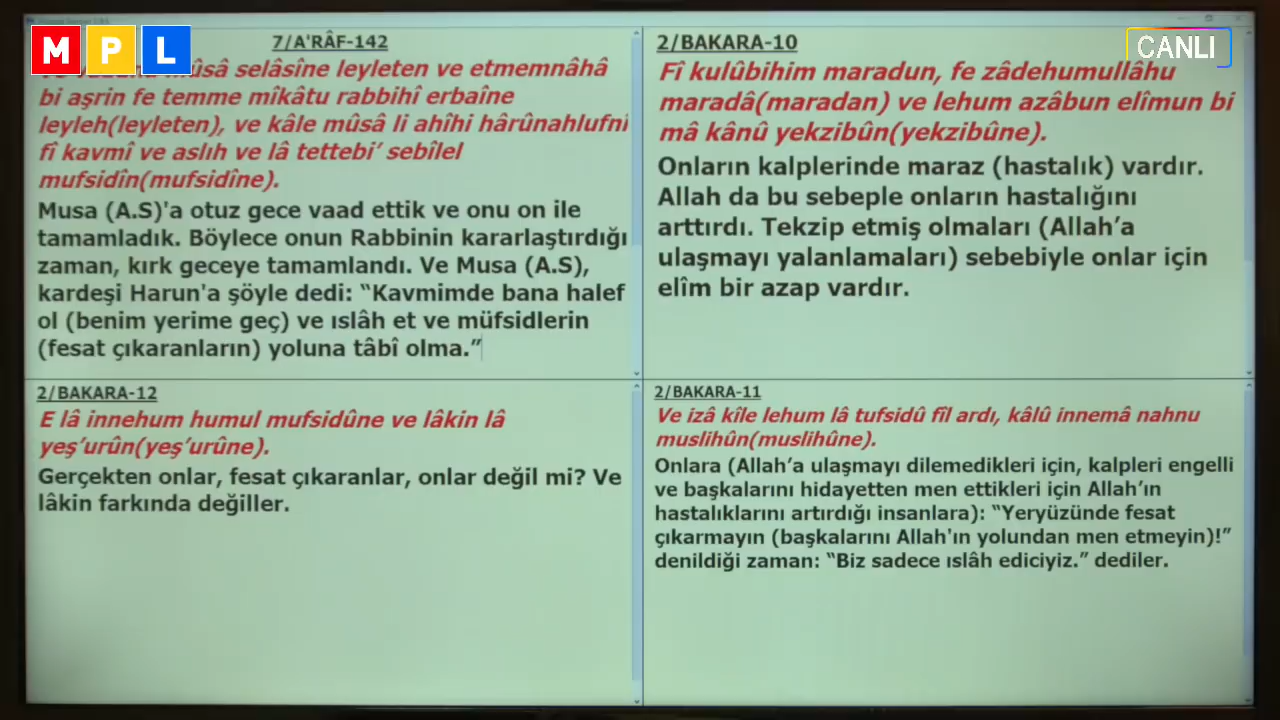 MPL
CANLI
7/A'RÂF-142
mûsâ selâsîne leyleten ve etmemnâhâ
bi aşrin fe temme mîkâtu rabbihî erbaîne
leyleh(leyleten), ve kâle mûsâ li ahîhi hârûnahlufnî
fî kavmî ve aslıh ve lâ tettebi’ sebîlel
mufsidîn(mufsidîne).
Musa (A.S)'a otuz gece vaad ettik ve onu on ile
tamamladık. Böylece onun Rabbinin kararlaştırdığı
zaman, kırk geceye tamamlandı. Ve Musa (A.S),
kardeşi Harun'a şöyle dedi: “Kavmimde bana halef
ol (benim yerime geç) ve ıslâh et ve müfsidlerin
(fesat çıkaranların) yoluna tâbî olma.”
2/BAKARA-10
Fî kulûbihim maradun, fe zâdehumullâhu
maradâ(maradan) ve lehum azâbun elîmun bi
mâ kânû yekzibûn(yekzibûne).
Onların kalplerinde maraz (hastalık) vardır.
Allah da bu sebeple onların hastalığını
arttırdı. Tekzip etmiş olmaları (Allah’a
ulaşmayı yalanlamaları) sebebiyle onlar için
elîm bir azap vardır.
2/BAKARA-12
E lâ innehum humul mufsidûne ve lâkin lâ
yeş’urûn(yeş’urûne).
Gerçekten onlar, fesat çıkaranlar, onlar değil mi? Ve
lâkin farkında değiller.
2/BAKARA-11
Ve izâ kîle lehum lâ tufsidû fîl ardı, kâlû innemâ nahnu
muslihûn(muslihûne).
Onlara (Allah’a ulaşmayı dilemedikleri için, kalpleri engelli
ve başkalarını hidayetten men ettikleri için Allah’ın
hastalıklarını artırdığı insanlara): “Yeryüzünde fesat
çıkarmayın (başkalarını Allah'ın yolundan men etmeyin)!”
denildiği zaman: “Biz sadece ıslâh ediciyiz.” dediler.